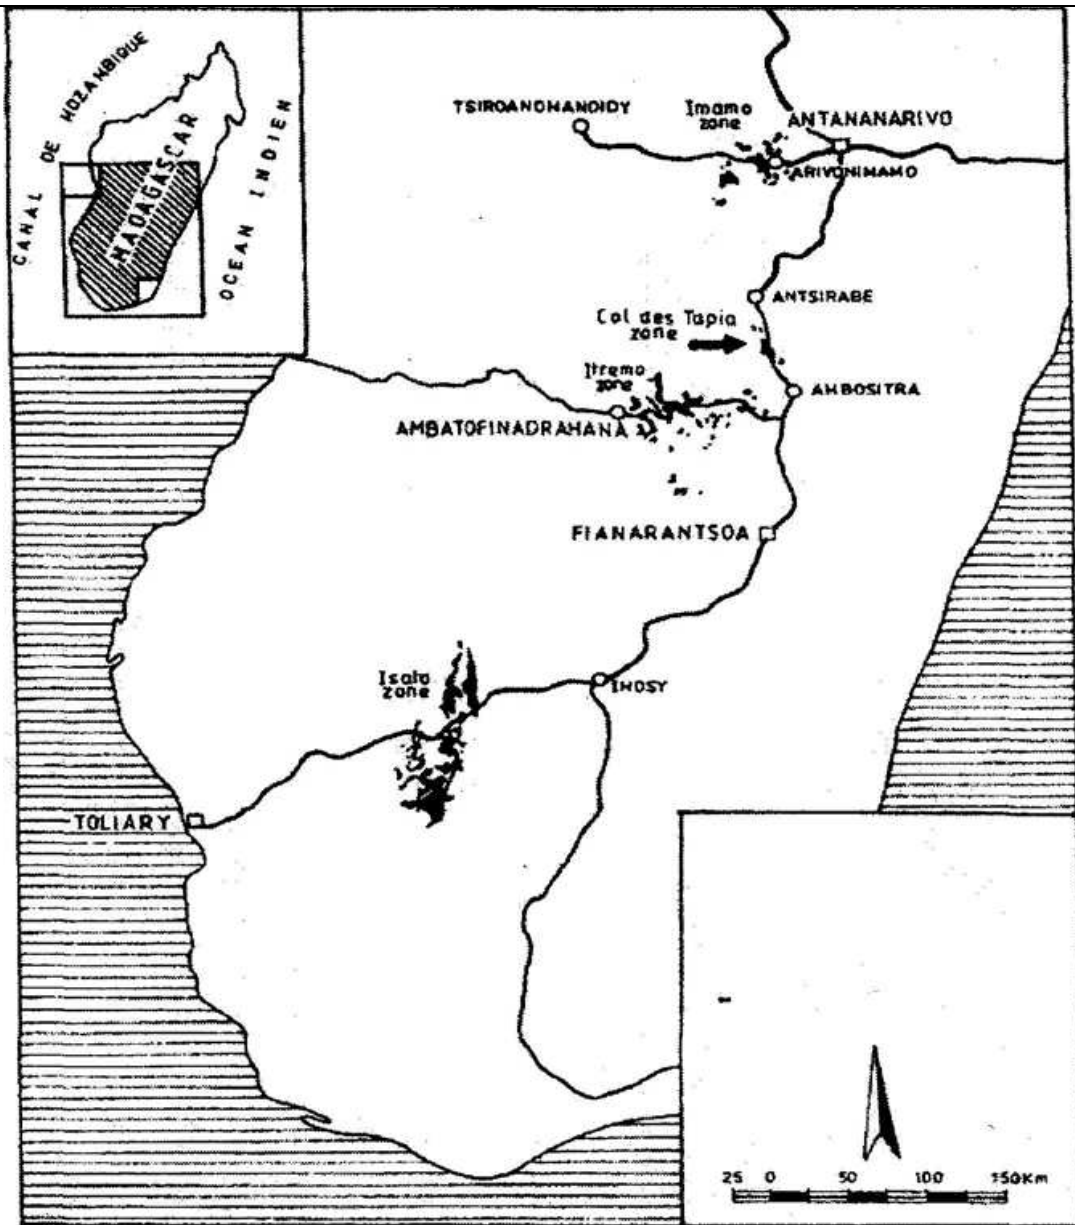 CANAL DE MOZAMBIQUE
MADAGASCAR
OCEAN INDIEN
TSIROANOMANDIDY
Imamo
zone
ANTANANARIVO
ARIVONIMAMO
ANTSIRABE
Col des Tapia
zone
Itremo
zone
AMBOSITRA
AMBATOFINADRAHANA
FIANARANTSOA
Isalo
zone
IHOSY
TOLIARY
25 0 50 100 150Km